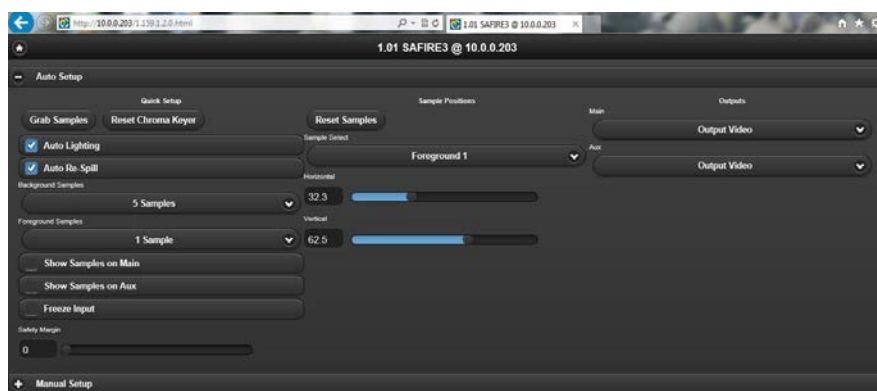 http://10.0.0.203/1.159.1.2.0.html
1.01 SAFIRE3 @ 10.0.0.203
1.01 SAFIRE3 @ 10.0.0.203
Auto Setup
Quick Setup
Grab Samples
Reset Chroma Keyer
Auto Lighting
Auto Re-Spill
Background Samples
5 Samples
Foreground Samples
1 Sample
Show Samples on Main
Show Samples on Aux
Freeze Input
Safety Margin
0
Sample Positions
Reset Samples
Sample Select
Foreground 1
Horizontal
32.3
Vertical
62.5
Outputs
Main
Output Video
Aux
Output Video
Manual Setup